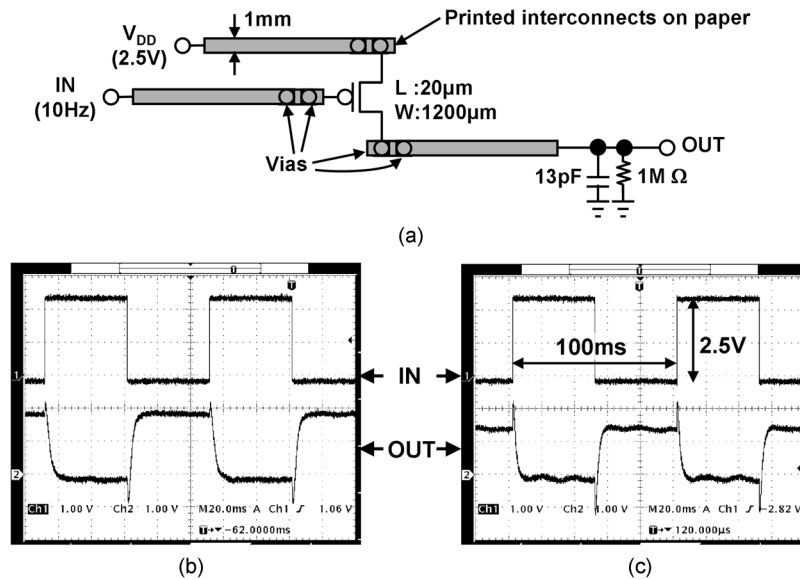 Printed interconnects on paper
1mm
V_DD
(2.5V)
IN
(10Hz)
L :20µm
W:1200µm
Vias
OUT
13pF
1M Ω
(a)
T
T
1
2
Ch1 1.00 V Ch2 1.00 V M20.0ms A Ch1 ∫ 1.06 V
T→▼ −62.0000ms
IN
OUT
T
T
100ms
2.5V
1
2
Ch1 1.00 V Ch2 1.00 V M20.0ms A Ch1 ∫ −2.82 V
T→▼ 120.000µs
(b)
(c)